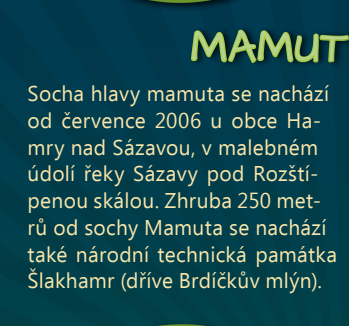 MAMUT
Socha hlavy mamuta se nachází
od července 2006 u obce Ha-
mry nad Sázavou, v malebném
údolí řeky Sázavy pod Rozští-
penou skálou. Zhruba 250 met-
rů od sochy Mamuta se nachází
také národní technická památka
Šlakhamr (dříve Brdíčkův mlýn).